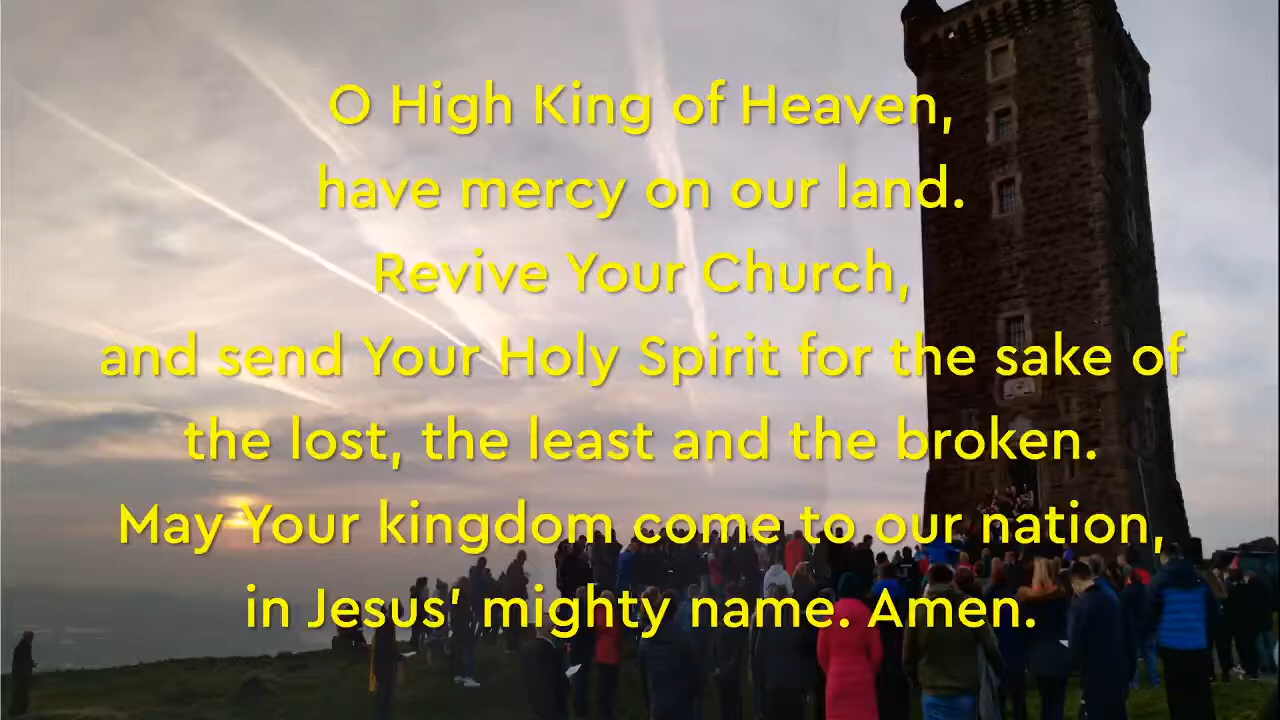 O High King of Heaven,
have mercy on our land.
Revive Your Church,
and send Your Holy Spirit for the sake of
the lost, the least and the broken.
May Your kingdom come to our nation,
in Jesus' mighty name. Amen.